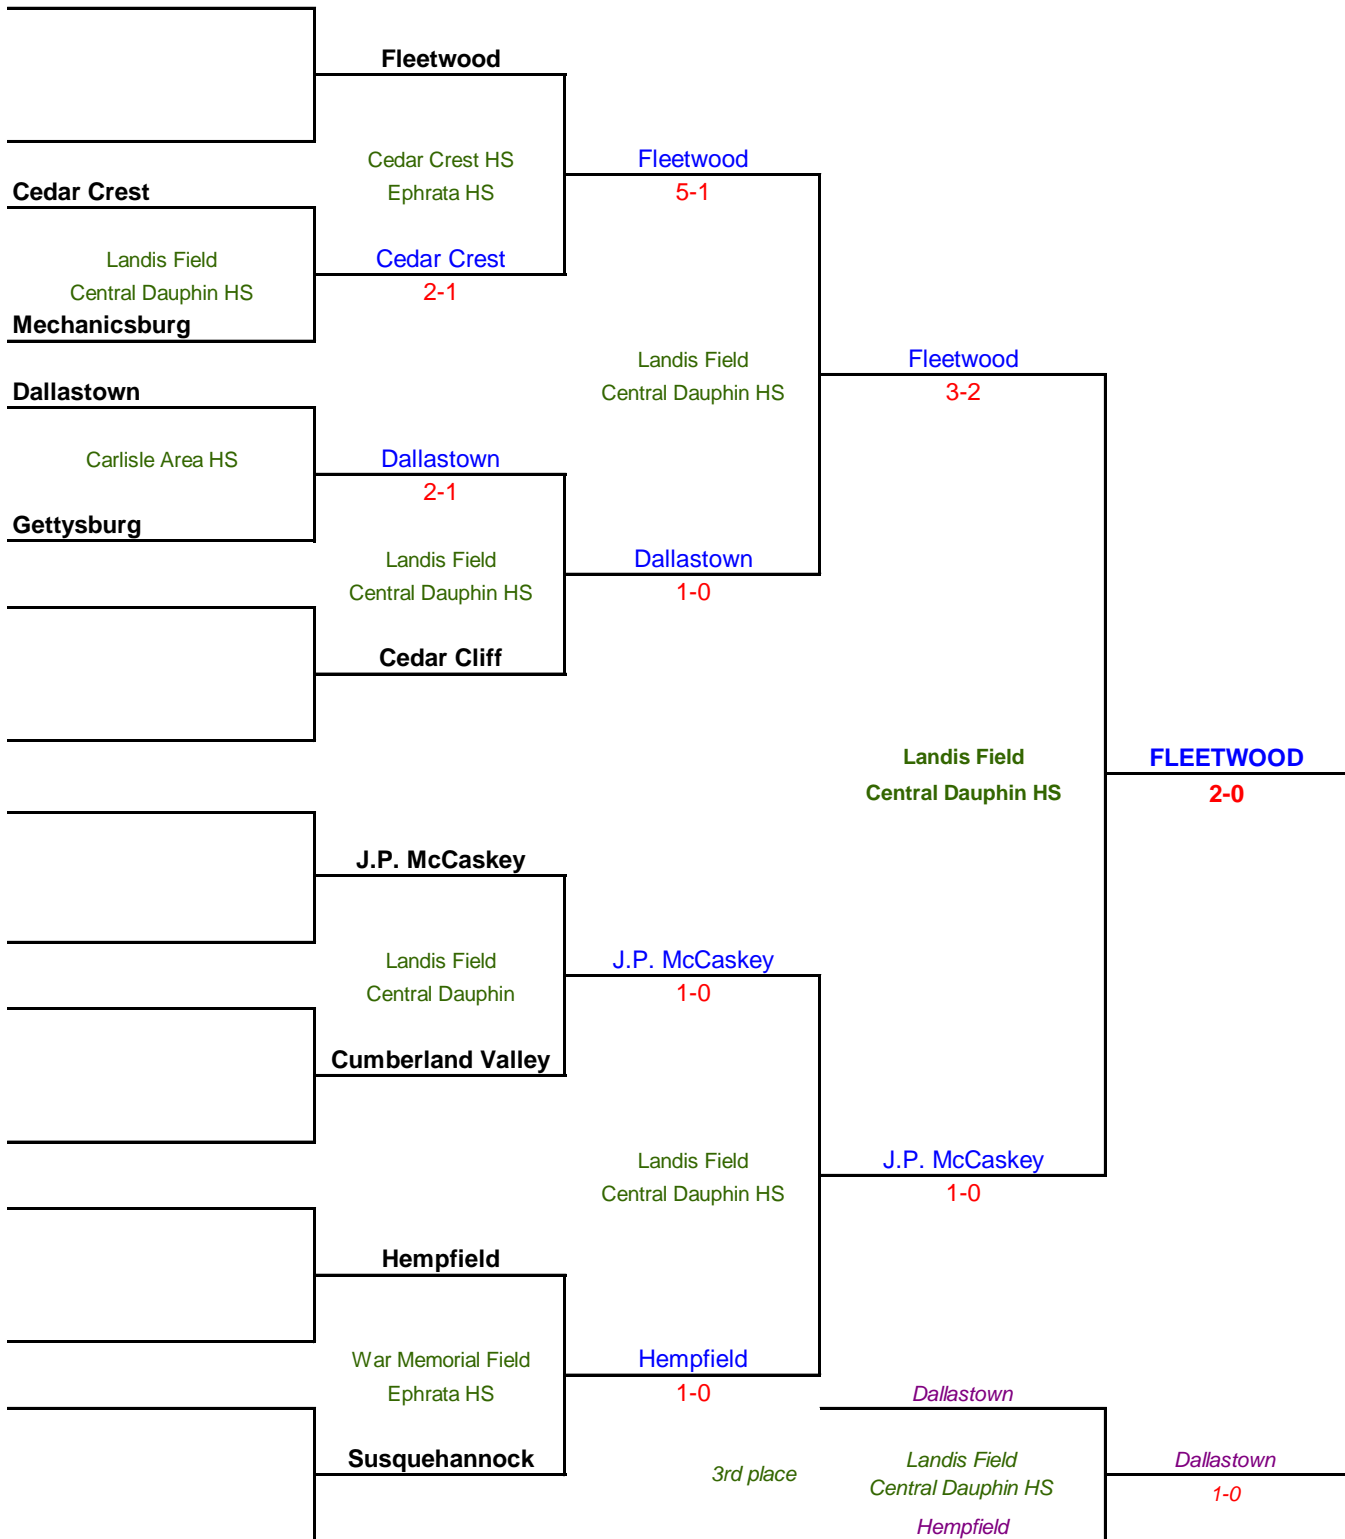 Fleetwood
Cedar Crest HS
Fleetwood
Cedar Crest
Ephrata HS
5-1
Landis Field
Cedar Crest
Central Dauphin HS
2-1
Mechanicsburg
Landis Field
Fleetwood
Dallastown
Central Dauphin HS
3-2
Carlisle Area HS
Dallastown
2-1
Gettysburg
Landis Field
Dallastown
Central Dauphin HS
1-0
Cedar Cliff
Landis Field
FLEETWOOD
Central Dauphin HS
2-0
J.P. McCaskey
Landis Field
J.P. McCaskey
Central Dauphin
1-0
Cumberland Valley
Landis Field
J.P. McCaskey
Central Dauphin HS
1-0
Hempfield
War Memorial Field
Hempfield
Ephrata HS
1-0
Dallastown
Susquehannock
3rd place
Landis Field
Dallastown
Central Dauphin HS
1-0
Hempfield